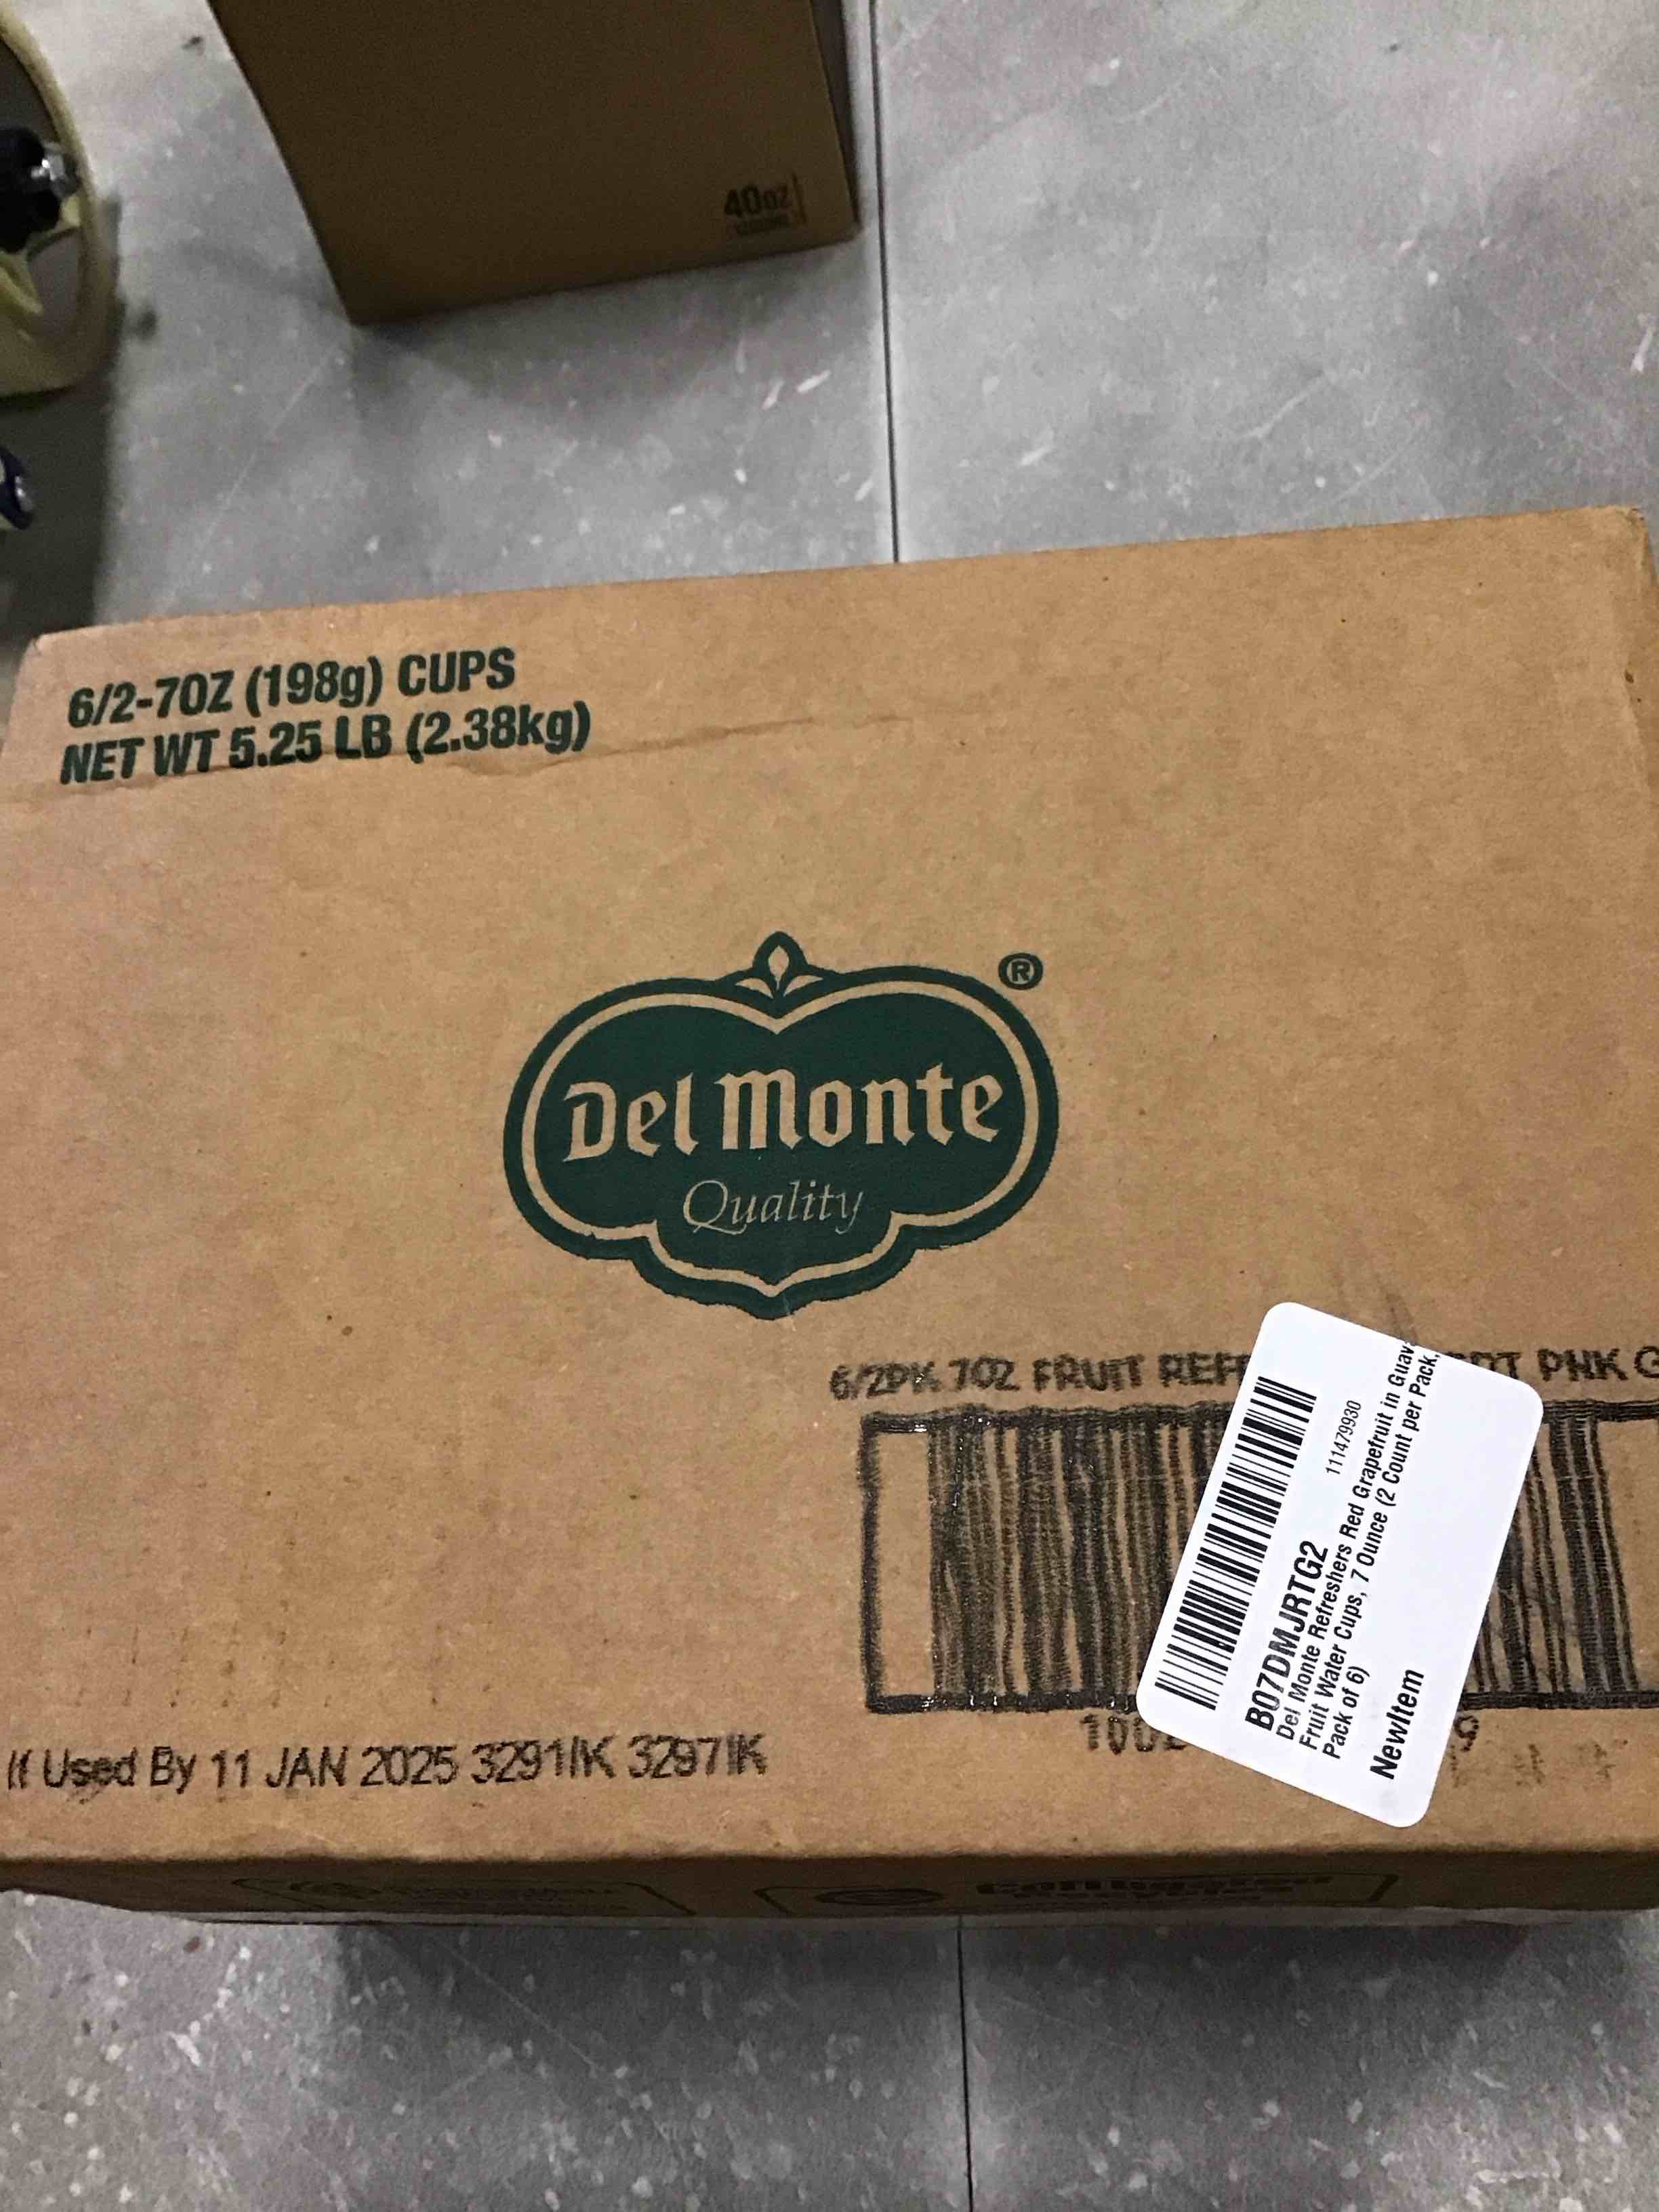 40oz
6/2-7OZ (198g) CUPS
NET WT 5.25 LB (2.38kg)
®
Del Monte
Quality
6/2PK 7OZ FRUIT PNK G
111479930
B07DMJRTG2
Del Monte Refreshers Red Grapefruit in Guava
Fruit Water Cups, 7 Ounce (2 Count per Pack,
Pack of 6)
NewItem
If Used By 11 JAN 2025 3291IK 3297IK